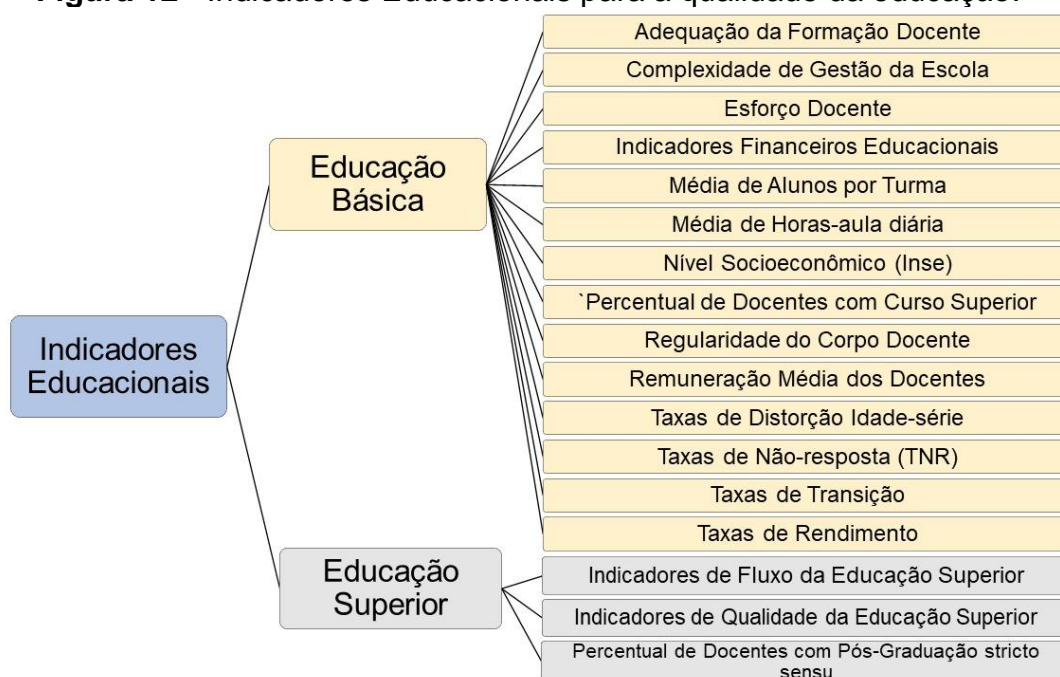 Figura 12 - Indicadores Educacionais para a qualidade da educação.
Adequação da Formação Docente
Complexidade de Gestão da Escola
Esforço Docente
Indicadores Financeiros Educacionais
Média de Alunos por Turma
Média de Horas-aula diária
Nível Socioeconômico (Inse)
`Percentual de Docentes com Curso Superior
Regularidade do Corpo Docente
Remuneração Média dos Docentes
Taxas de Distorção Idade-série
Taxas de Não-resposta (TNR)
Taxas de Transição
Taxas de Rendimento
Educação
Básica
Indicadores
Educacionais
Educação
Superior
Indicadores de Fluxo da Educação Superior
Indicadores de Qualidade da Educação Superior
Percentual de Docentes com Pós-Graduação stricto
sensu